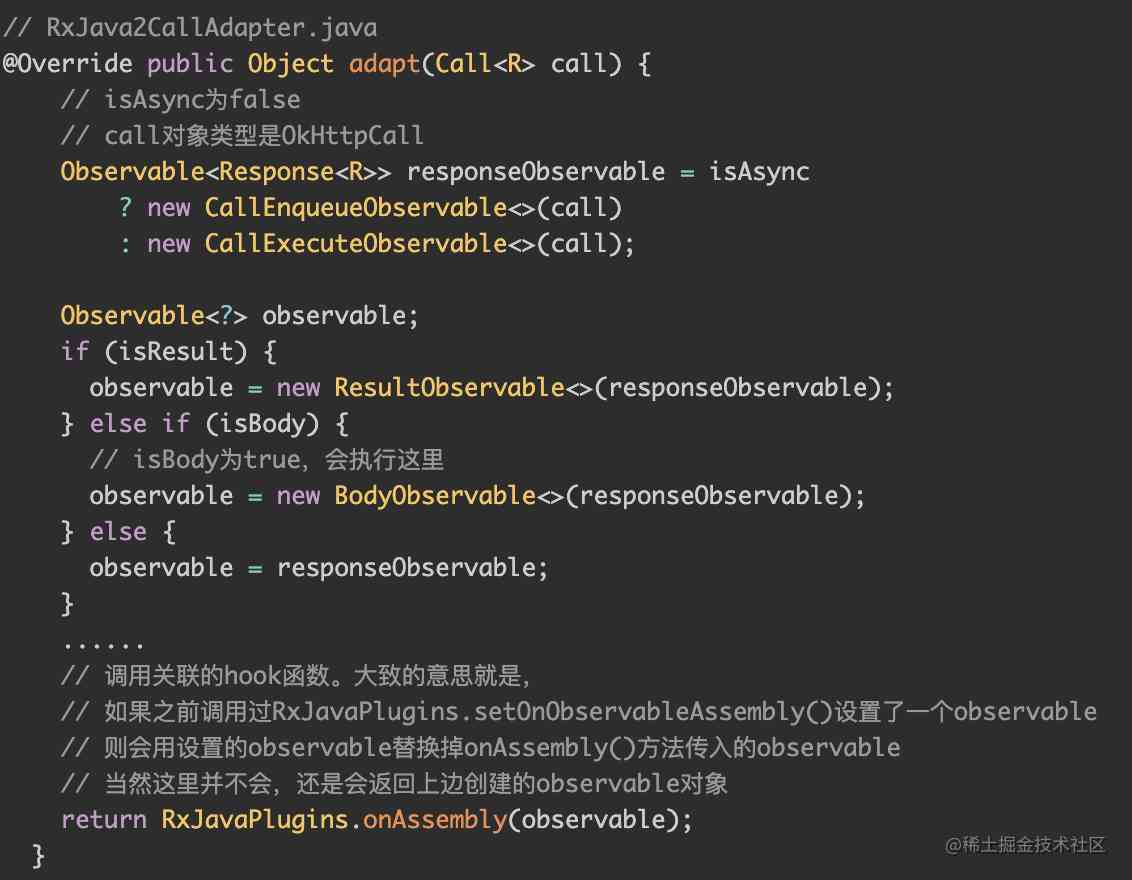 // RxJava2CallAdapter.java
@Override public Object adapt(Call<R> call) {
    // isAsync为false
    // call对象类型是OkHttpCall
    Observable<Response<R>> responseObservable = isAsync
        ? new CallEnqueueObservable<>(call)
        : new CallExecuteObservable<>(call);

    Observable<?> observable;
    if (isResult) {
      observable = new ResultObservable<>(responseObservable);
    } else if (isBody) {
      // isBody为true，会执行这里
      observable = new BodyObservable<>(responseObservable);
    } else {
      observable = responseObservable;
    }
    ......
    // 调用关联的hook函数。大致的意思就是，
    // 如果之前调用过RxJavaPlugins.setOnObservableAssembly()设置了一个observable
    // 则会用设置的observable替换掉onAssembly()方法传入的observable
    // 当然这里并不会，还是会返回上边创建的observable对象
    return RxJavaPlugins.onAssembly(observable);
  }
@稀土掘金技术社区